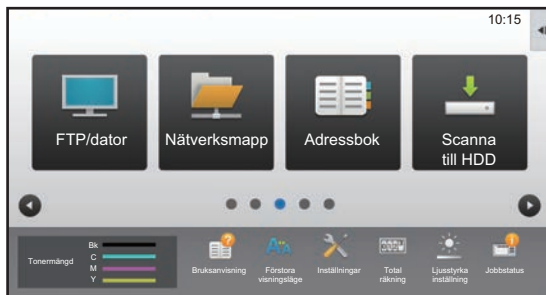 10:15
FTP/dator
Nätverksmapp
Adressbok
Scanna
till HDD
Tonermängd
Bk
C
M
Y
Bruksanvisning
Förstora
visningsläge
Inställningar
Total
räkning
Ljusstyrka
inställning
Jobbstatus